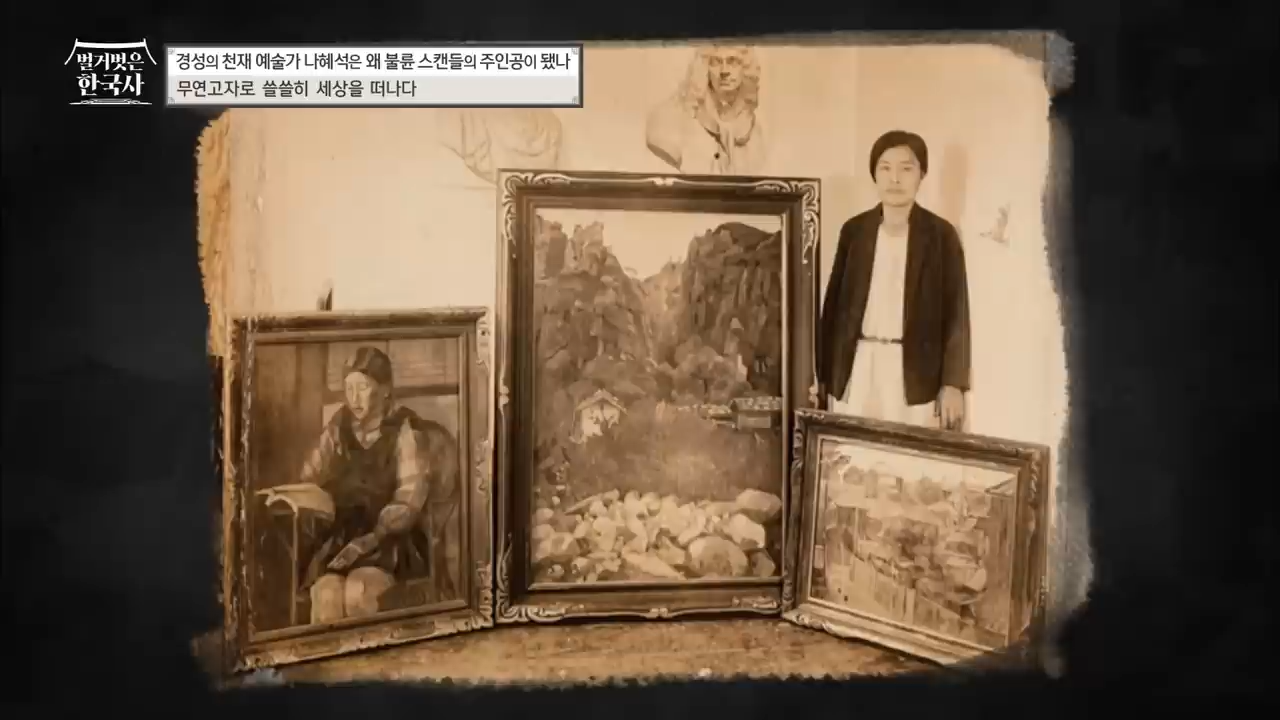 벌거벗은
한국사
경성의 천재 예술가 나혜석은 왜 불륜 스캔들의 주인공이 됐나
무연고자로 쓸쓸히 세상을 떠나다